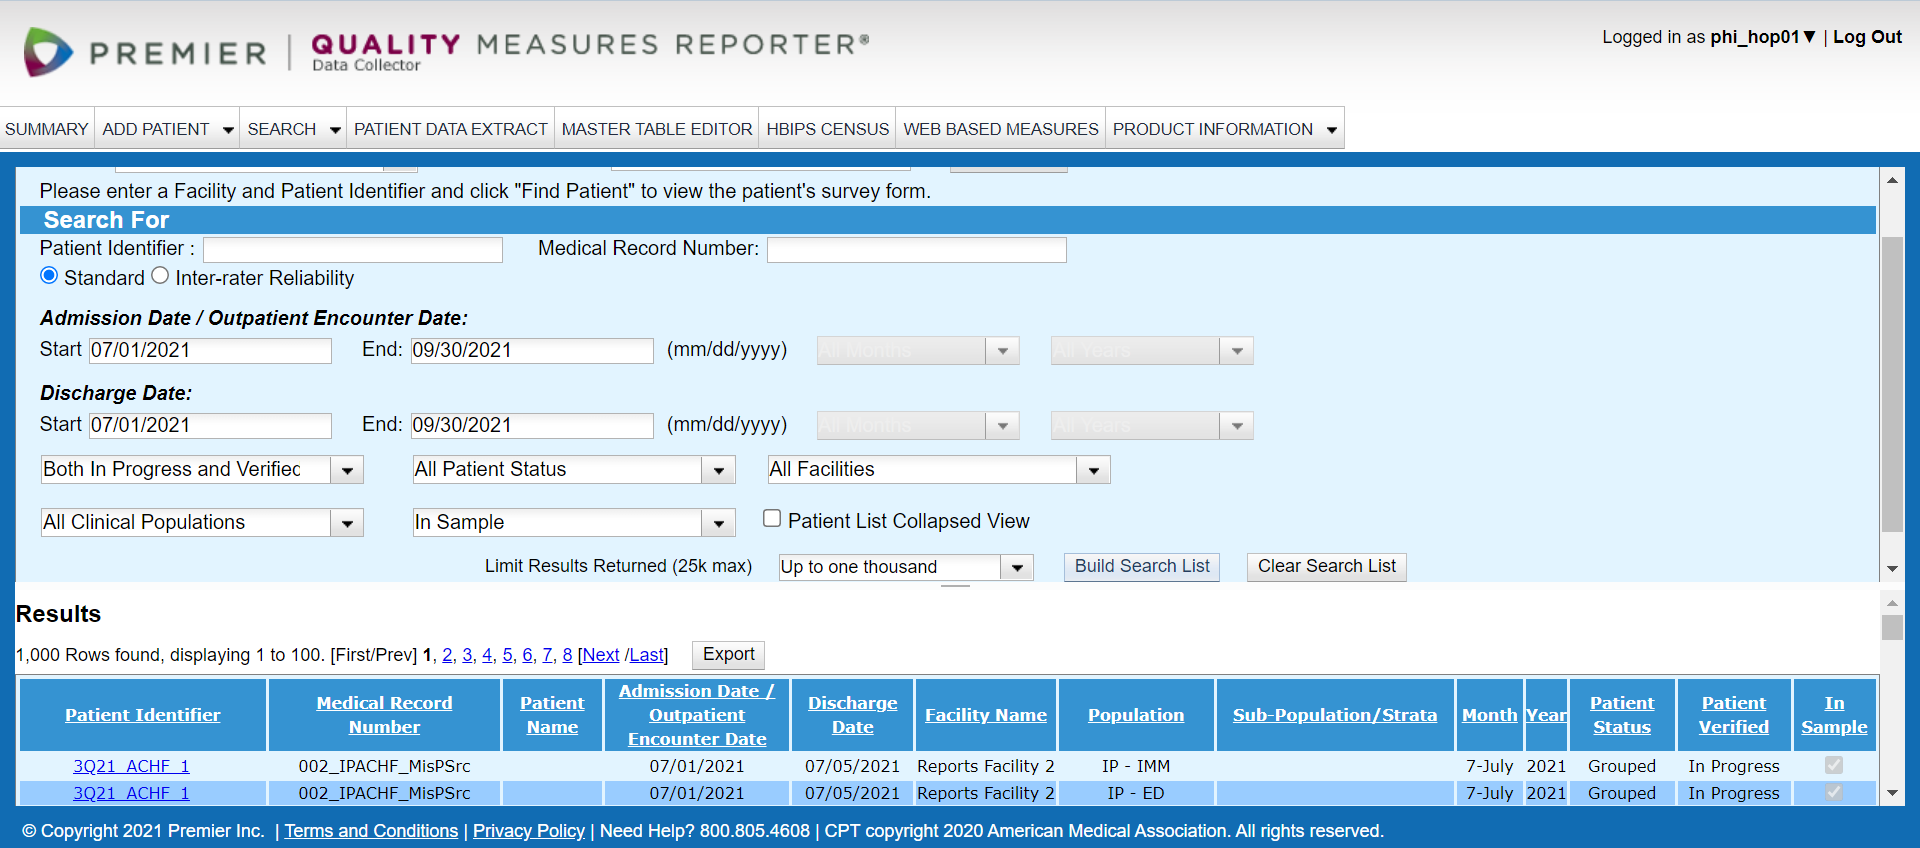 PREMIER | QUALITY MEASURES REPORTER®
Data Collector
Logged in as phi_hop01▼ | Log Out
SUMMARY ADD PATIENT SEARCH PATIENT DATA EXTRACT MASTER TABLE EDITOR HBIPS CENSUS WEB BASED MEASURES PRODUCT INFORMATION
Please enter a Facility and Patient Identifier and click "Find Patient" to view the patient's survey form.
Search For
Patient Identifier : Medical Record Number:
Standard Inter-rater Reliability
Admission Date / Outpatient Encounter Date:
Start 07/01/2021 End: 09/30/2021 (mm/dd/yyyy) All Months All Years
Discharge Date:
Start 07/01/2021 End: 09/30/2021 (mm/dd/yyyy) All Months All Years
Both In Progress and Verified All Patient Status All Facilities
All Clinical Populations In Sample Patient List Collapsed View
Limit Results Returned (25k max) Up to one thousand Build Search List Clear Search List
Results
1,000 Rows found, displaying 1 to 100. [First/Prev] 1, 2, 3, 4, 5, 6, 7, 8 [Next /Last] Export
Patient Identifier Medical Record Number Patient Name Admission Date / Outpatient Encounter Date Discharge Date Facility Name Population Sub-Population/Strata Month Year Patient Status Patient Verified In Sample
3Q21_ACHF_1 002_IPACHF_MisPSrc 07/01/2021 07/05/2021 Reports Facility 2 IP - IMM 7-July 2021 Grouped In Progress
3Q21_ACHF_1 002_IPACHF_MisPSrc 07/01/2021 07/05/2021 Reports Facility 2 IP - ED 7-July 2021 Grouped In Progress
© Copyright 2021 Premier Inc. | Terms and Conditions | Privacy Policy | Need Help? 800.805.4608 | CPT copyright 2020 American Medical Association. All rights reserved.